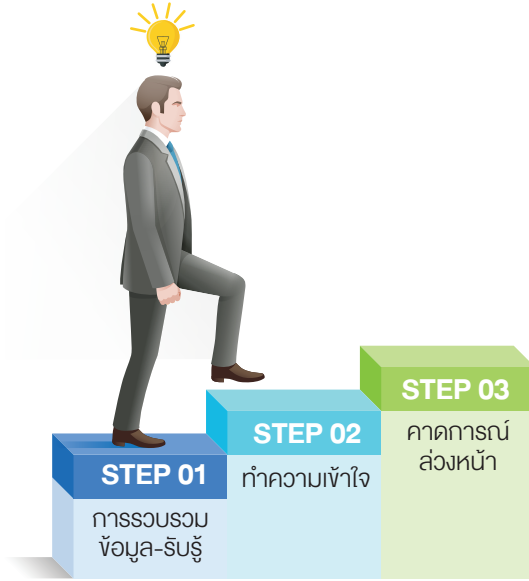 STEP 01
การรวบรวม
ข้อมูล-รับรู้
STEP 02
ทำความเข้าใจ
STEP 03
คาดการณ์
ล่วงหน้า